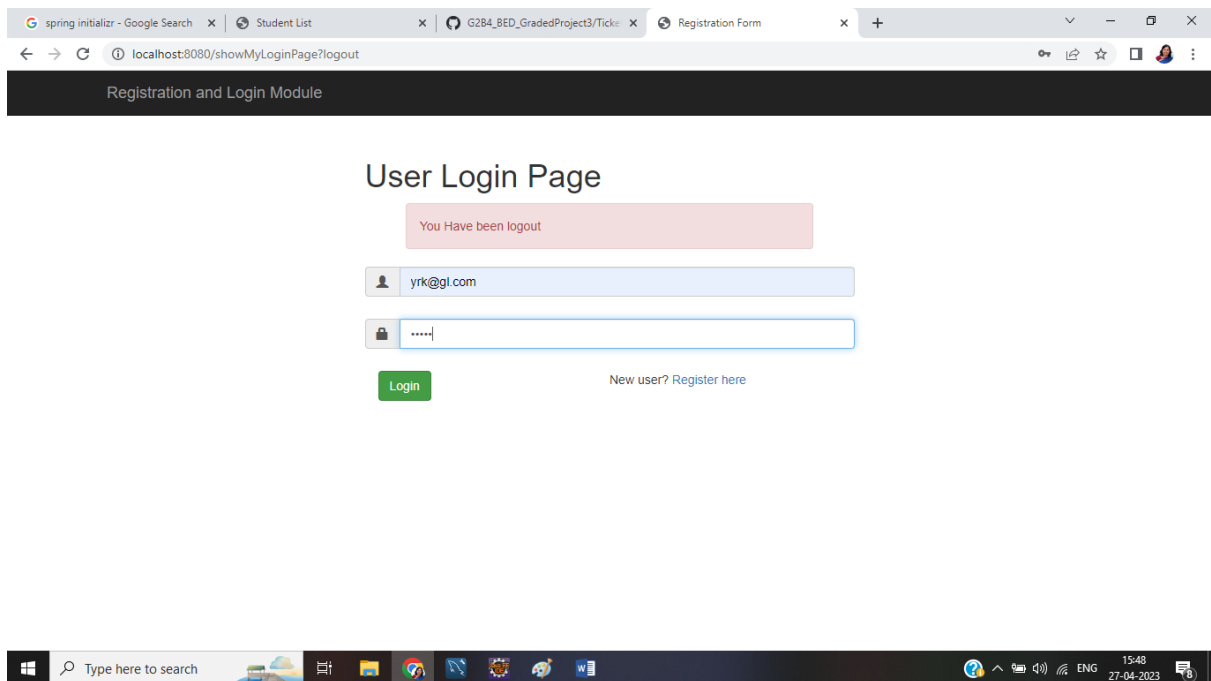 spring initializr - Google Search
Student List
G2B4_BED_GradedProject3/Ticke
Registration Form
localhost:8080/showMyLoginPage?logout
Registration and Login Module
User Login Page
You Have been logout
yrk@gl.com
•••••
Login
New user? Register here
Type here to search
ENG
15:48
27-04-2023
8